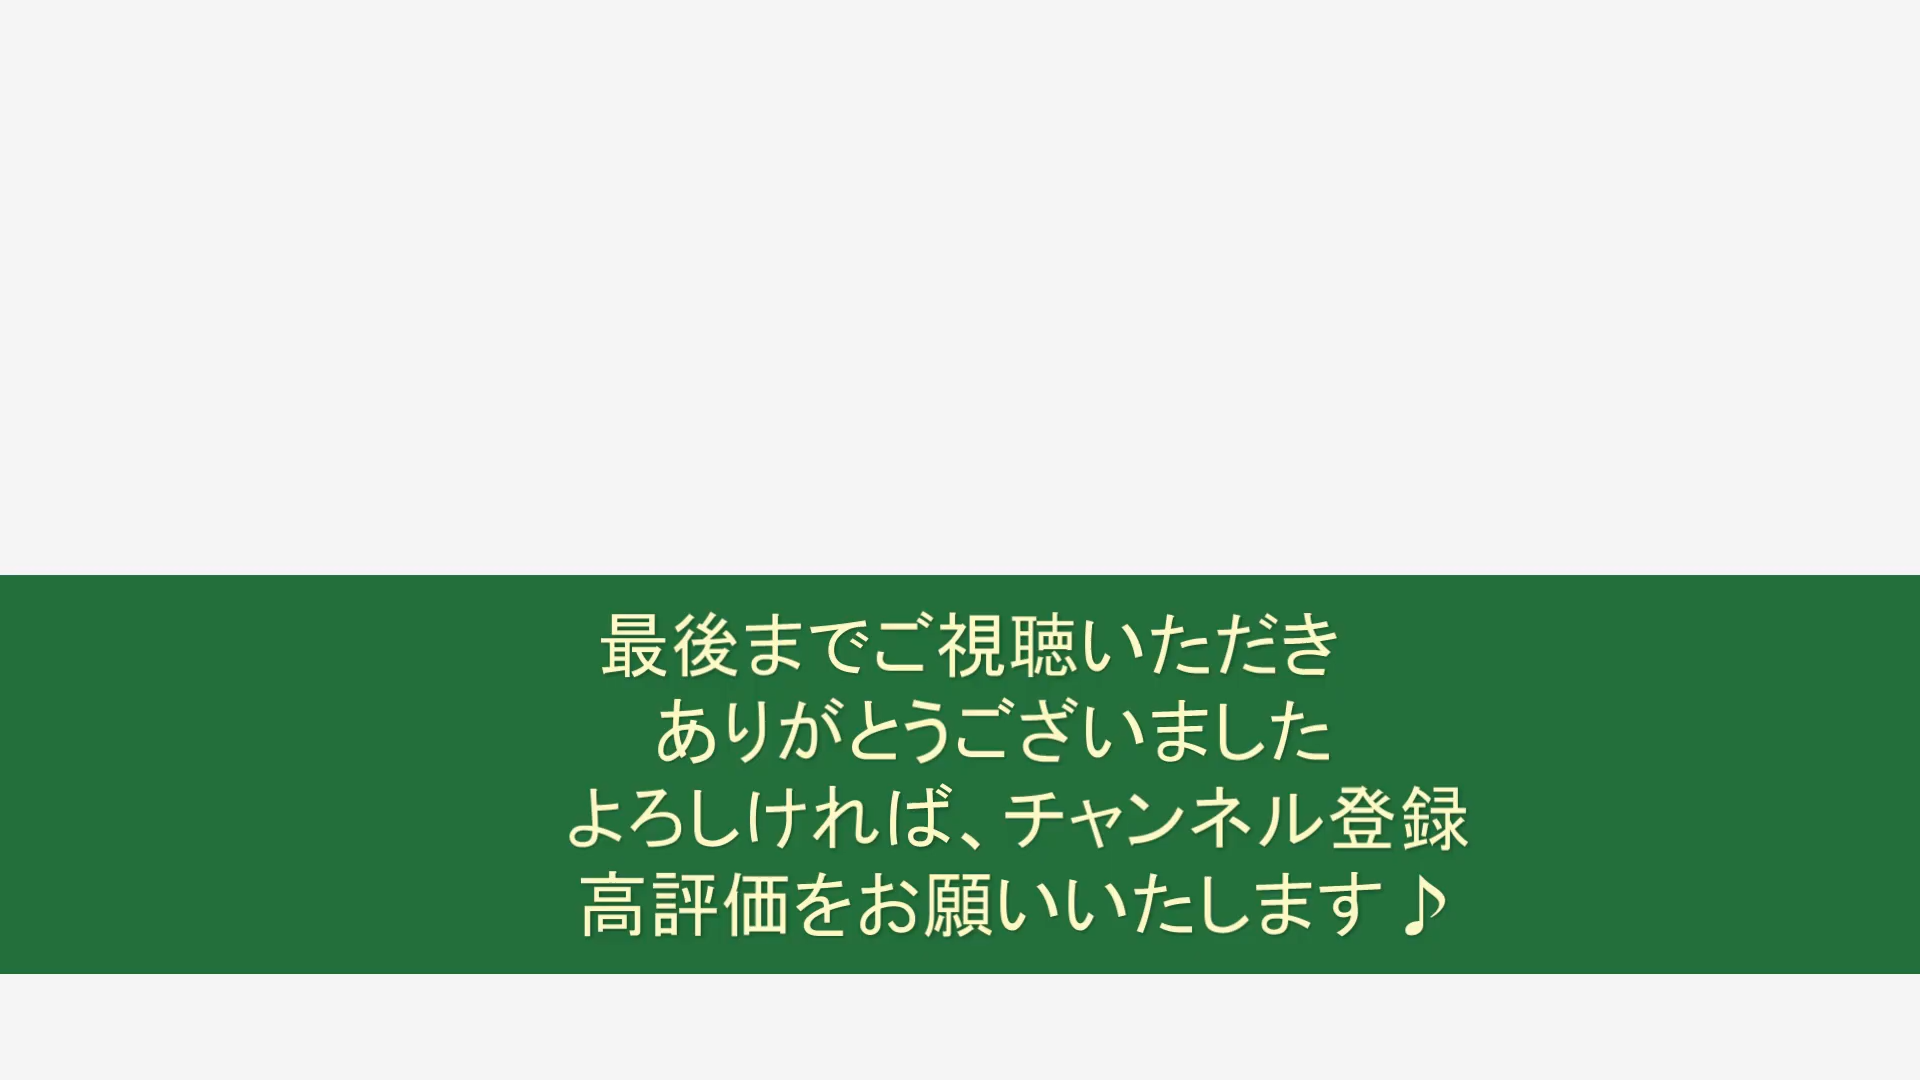 最後までご視聴いただき
ありがとうございました
よろしければ、チャンネル登録
高評価をお願いいたします♪